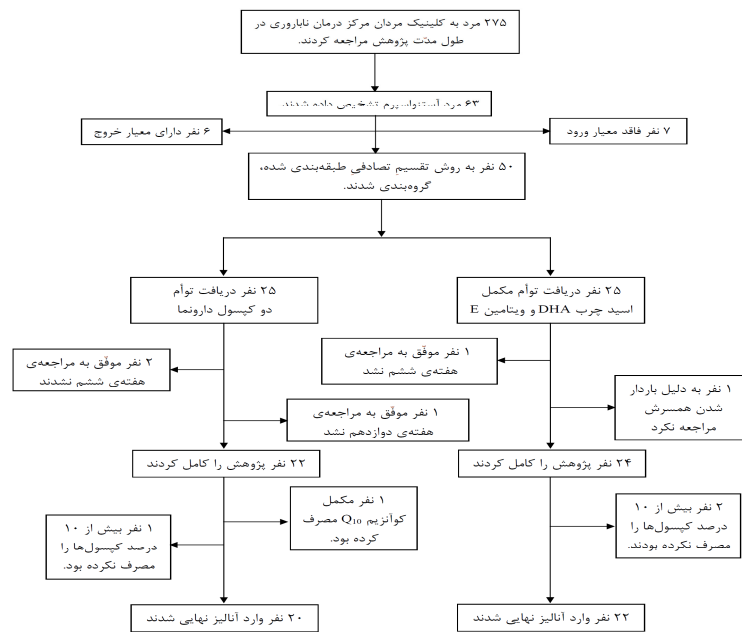 ۲۷۵ مرد به کلینیک مردان مرکز درمان ناباروری در
طول مدّت پژوهش مراجعه کردند.
۶۳ مرد آستنواسپرم تشخیص داده شدند
۷ نفر فاقد معیار ورود
۶ نفر دارای معیار خروج
۵۰ نفر به روش تقسیم تصادفیِ طبقه‌بندی شده،
گروه‌بندی شدند.
۲۵ نفر دریافت توأم مکمل
اسید چرب DHA و ویتامین E
۲۵ نفر دریافت توأم
دو کپسول دارونما
۱ نفر موفّق به مراجعه‌ی
هفته‌ی ششم نشد
۲ نفر موفّق به مراجعه‌ی
هفته‌ی ششم نشدند
۱ نفر به دلیل باردار
شدن همسرش
مراجعه نکرد
۱ نفر موفّق به مراجعه‌ی
هفته‌ی دوازدهم نشد
۲۴ نفر پژوهش را کامل کردند
۲۲ نفر پژوهش را کامل کردند
۲ نفر بیش از ۱۰
درصد کپسول‌ها را
مصرف نکرده بودند.
۱ نفر مکمل
کوآنزیم Q₁₀ مصرف
کرده بود.
۱ نفر بیش از ۱۰
درصد کپسول‌ها را
مصرف نکرده بود.
۲۲ نفر وارد آنالیز نهایی شدند
۲۰ نفر وارد آنالیز نهایی شدند